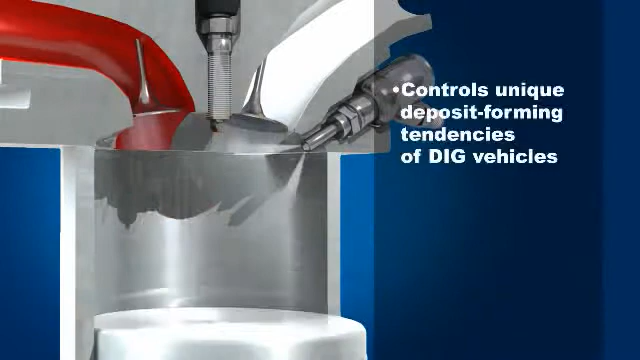 •Controls unique
deposit-forming
tendencies
of DIG vehicles